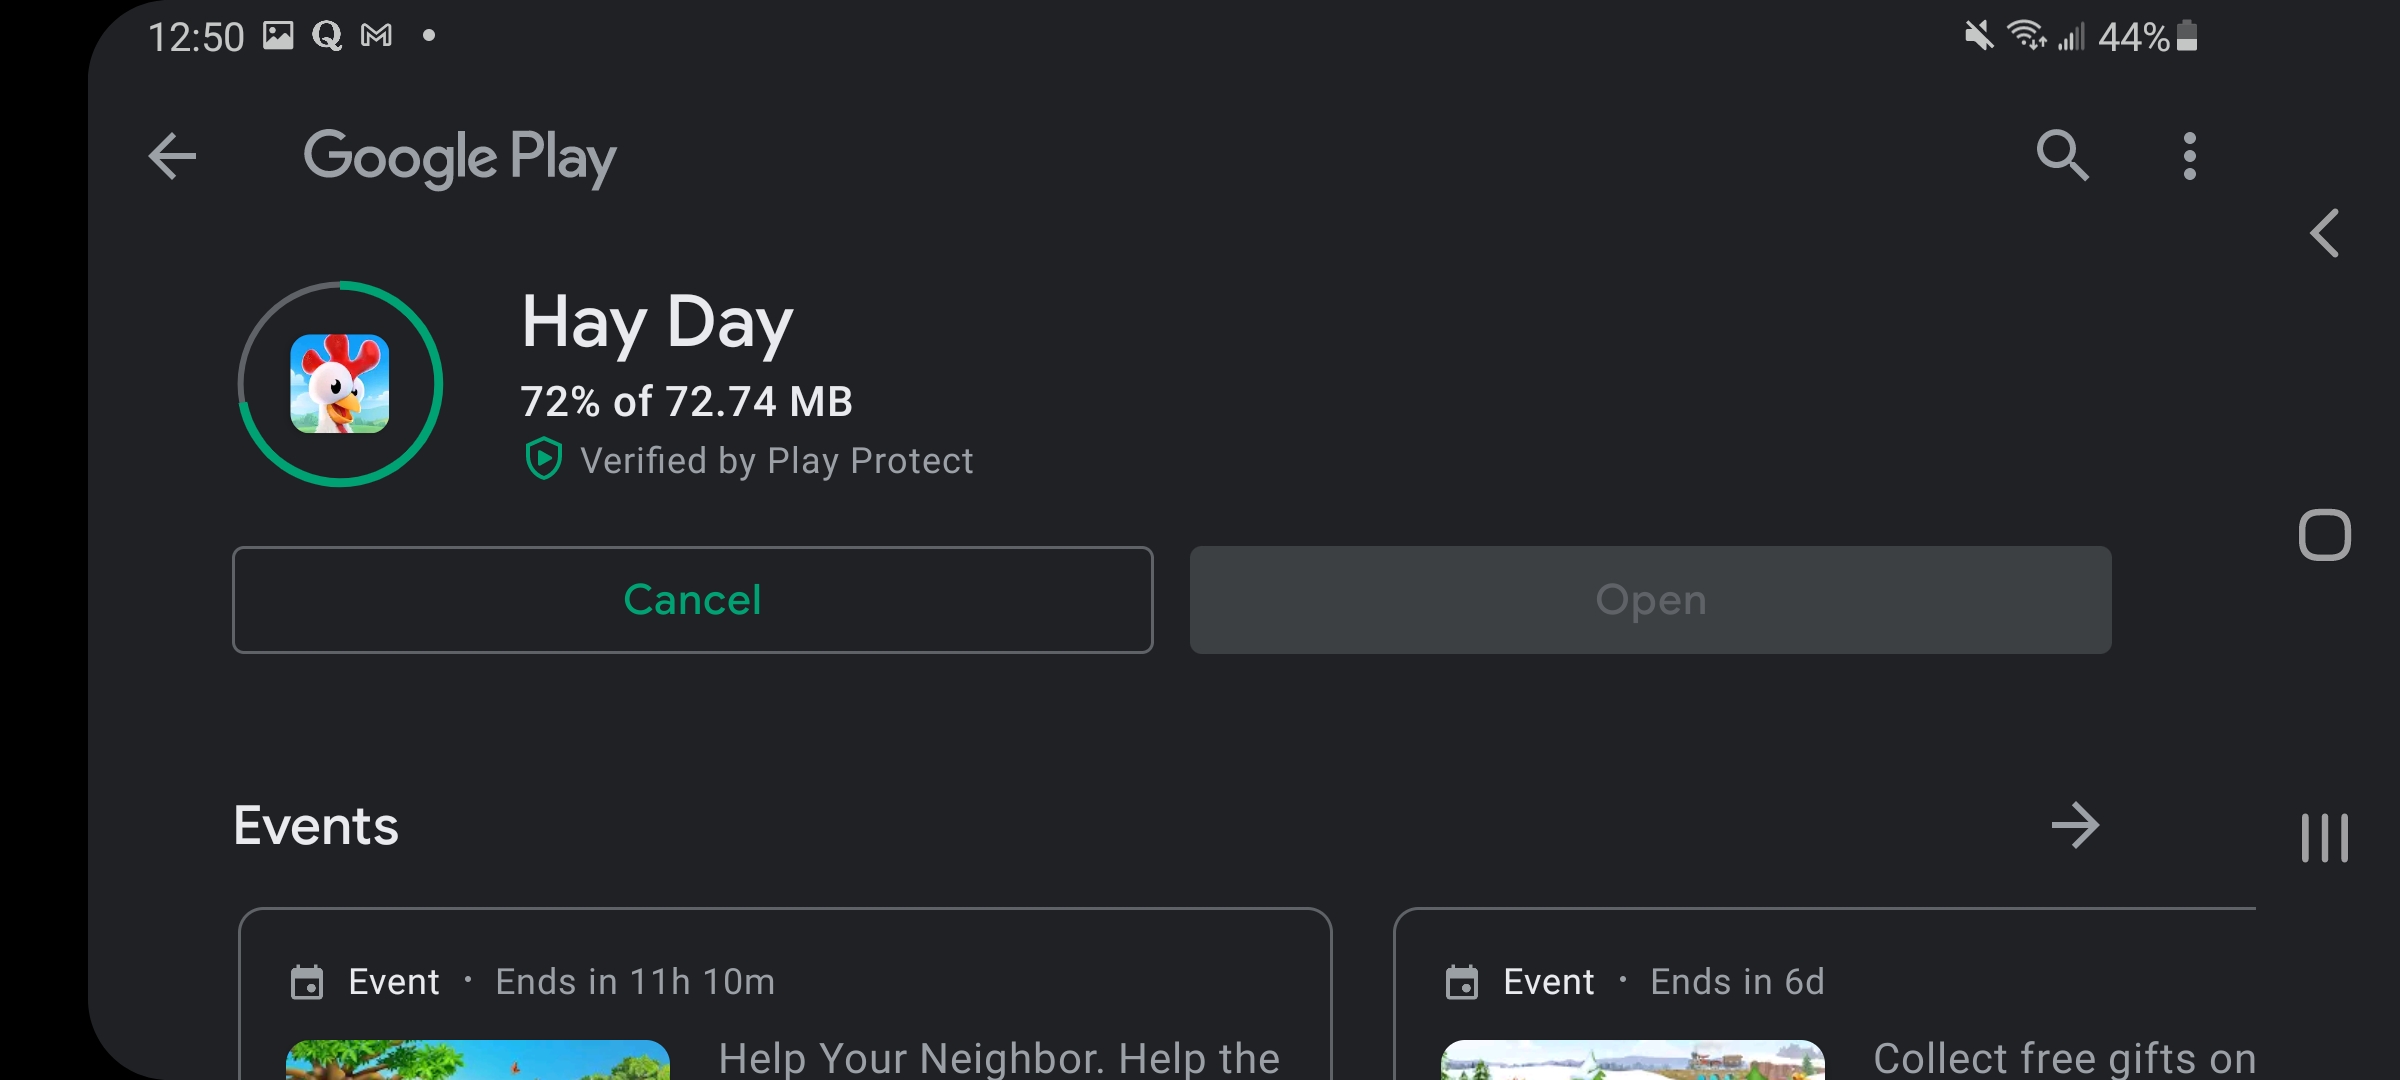 12:50
44%
Google Play
Hay Day
72% of 72.74 MB
Verified by Play Protect
Cancel
Open
Events
Event • Ends in 11h 10m
Event • Ends in 6d
Help Your Neighbor. Help the
Collect free gifts on